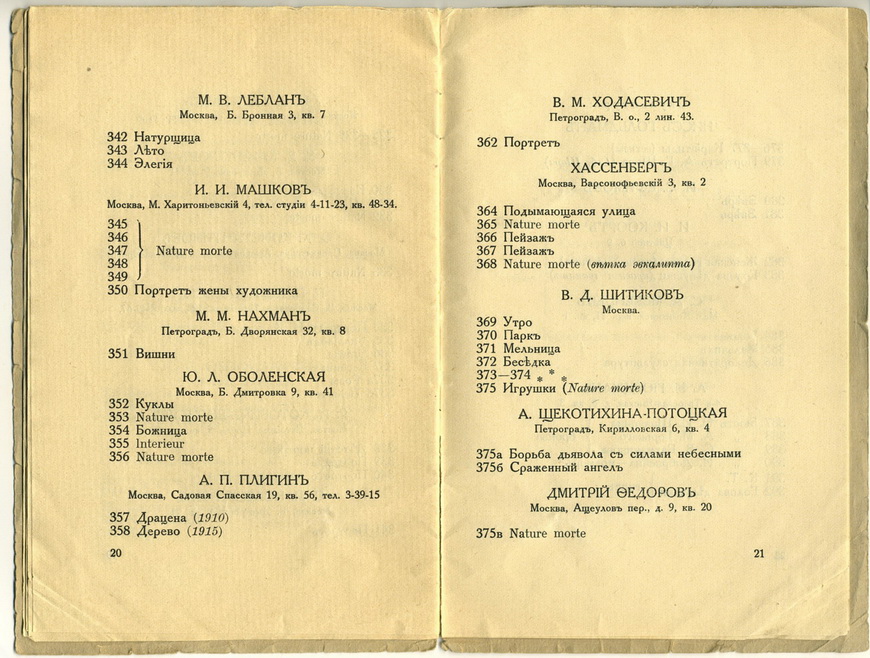 М. В. ЛЕБЛАНЪ
Москва, Б. Бронная 3, кв. 7
342 Натурщица
343 Лѣто
344 Элегія
И. И. МАШКОВЪ
Москва, М. Харитоньевскій 4, тел. студіи 4-11-23, кв. 48-34.
345
346
347 Nature morte
348
349
350 Портретъ жены художника
М. М. НАХМАНЪ
Петроградъ, Б. Дворянская 32, кв. 8
351 Вишни
Ю. Л. ОБОЛЕНСКАЯ
Москва, Б. Дмитровка 9, кв. 41
352 Куклы
353 Nature morte
354 Божница
355 Interieur
356 Nature morte
А. П. ПЛИГИНЪ
Москва, Садовая Спасская 19, кв. 56, тел. 3-39-15
357 Драцена (1910)
358 Дерево (1915)
20
В. М. ХОДАСЕВИЧЪ
Петроградъ, В. о., 2 лин. 43.
362 Портретъ
ХАССЕНБЕРГЪ
Москва, Варсонофьевскій 3, кв. 2
364 Подымающаяся улица
365 Nature morte
366 Пейзажъ
367 Пейзажъ
368 Nature morte (вѣтка эвкалипта)
В. Д. ШИТИКОВЪ
Москва.
369 Утро
370 Паркъ
371 Мельница
372 Бесѣдка
373—374 * * *
375 Игрушки (Nature morte)
А. ЩЕКОТИХИНА-ПОТОЦКАЯ
Петроградъ, Кирилловская 6, кв. 4
375а Борьба дьявола съ силами небесными
375б Сраженный ангелъ
ДМИТРІЙ ѲЕДОРОВЪ
Москва, Ащеуловъ пер., д. 9, кв. 20
375в Nature morte
21